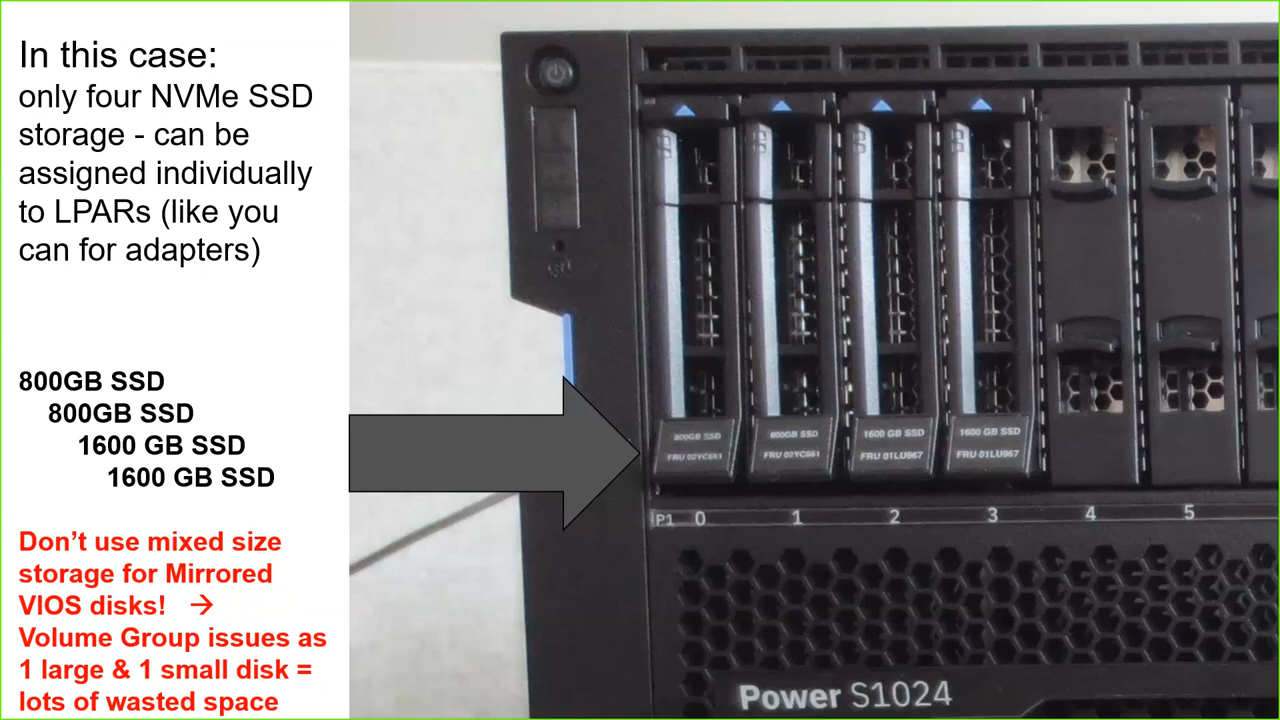 In this case:
only four NVMe SSD
storage - can be
assigned individually
to LPARs (like you
can for adapters)
800GB SSD
800GB SSD
1600 GB SSD
1600 GB SSD
Don't use mixed size
storage for Mirrored
VIOS disks! →
Volume Group issues as
1 large & 1 small disk =
lots of wasted space
800GB SSD
FRU
800GB SSD
FRU
1600 GB SSD
FRU 01LU967
1600 GB SSD
FRU 01LU967
P1 0 1 2 3 4 5
Power S1024